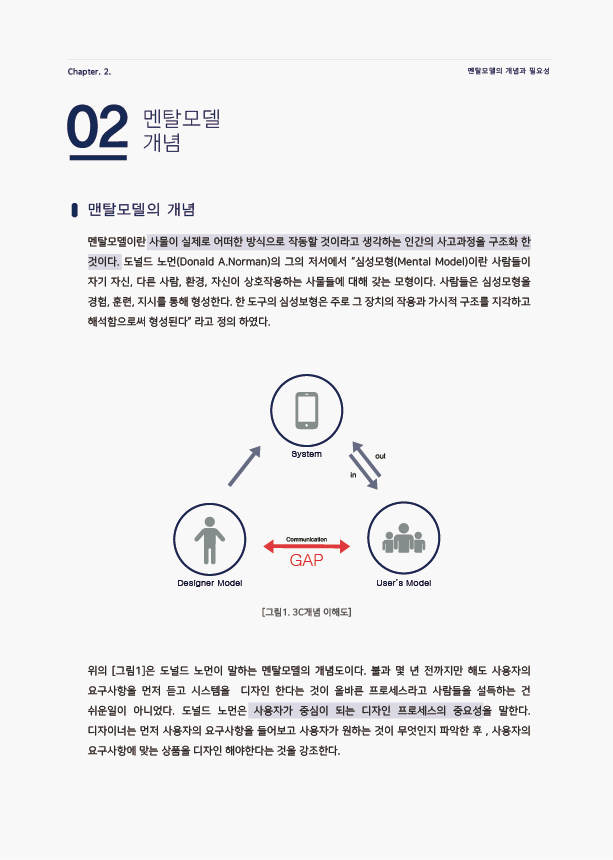 Chapter. 2.
멘탈모델의 개념과 필요성
02
멘탈모델
개념
맨탈모델의 개념
멘탈모델이란 사물이 실제로 어떠한 방식으로 작동할 것이라고 생각하는 인간의 사고과정을 구조화 한
것이다. 도널드 노먼(Donald A.Norman)의 그의 저서에서 "심성모형(Mental Model)이란 사람들이
자기 자신, 다른 사람, 환경, 자신이 상호작용하는 사물들에 대해 갖는 모형이다. 사람들은 심성모형을
경험, 훈련, 지시를 통해 형성한다. 한 도구의 심성보형은 주로 그 장치의 작용과 가시적 구조를 지각하고
해석함으로써 형성된다" 라고 정의 하였다.
System
out
in
Communication
GAP
Designer Model
User's Model
[그림1. 3C개념 이해도]
위의 [그림1]은 도널드 노먼이 말하는 멘탈모델의 개념도이다. 불과 몇 년 전까지만 해도 사용자의
요구사항을 먼저 듣고 시스템을 디자인 한다는 것이 올바른 프로세스라고 사람들을 설득하는 건
쉬운일이 아니었다. 도널드 노먼은 사용자가 중심이 되는 디자인 프로세스의 중요성을 말한다.
디자이너는 먼저 사용자의 요구사항을 들어보고 사용자가 원하는 것이 무엇인지 파악한 후 , 사용자의
요구사항에 맞는 상품을 디자인 해야한다는 것을 강조한다.